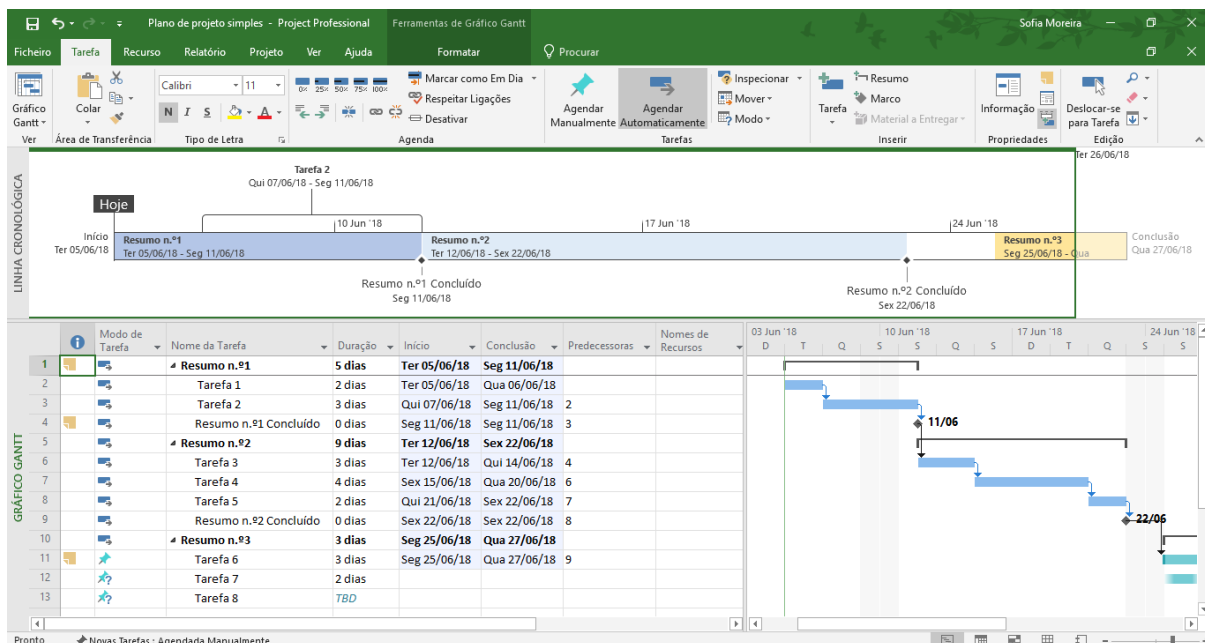 Plano de projeto simples - Project Professional
Ferramentas de Gráfico Gantt
Sofia Moreira
Ficheiro Tarefa Recurso Relatório Projeto Ver Ajuda Formatar Procurar
Gráfico Gantt
Ver
Colar
Área de Transferência
Calibri 11
N I S A
Tipo de Letra
0% 25% 50% 75% 100%
Marcar como Em Dia
Respeitar Ligações
Desativar
Agenda
Agendar Manualmente
Agendar Automaticamente
Inspecionar
Mover
Modo
Tarefas
Tarefa
Resumo
Marco
Material a Entregar
Inserir
Informação
Propriedades
Deslocar-se para Tarefa
Edição
LINHA CRONOLÓGICA
Ter 26/06/18
Tarefa 2
Qui 07/06/18 - Seg 11/06/18
Hoje
10 Jun '18 17 Jun '18 24 Jun '18
Início
Ter 05/06/18
Resumo n.º1
Ter 05/06/18 - Seg 11/06/18
Resumo n.º2
Ter 12/06/18 - Sex 22/06/18
Resumo n.º3
Seg 25/06/18 - Qua
Conclusão
Qua 27/06/18
Resumo n.º1 Concluído
Seg 11/06/18
Resumo n.º2 Concluído
Sex 22/06/18
GRÁFICO GANTT
Modo de Tarefa Nome da Tarefa Duração Início Conclusão Predecessoras Nomes de Recursos
03 Jun '18 10 Jun '18 17 Jun '18 24 Jun '18
D T Q S S Q S D T Q S S
1 Resumo n.º1 5 dias Ter 05/06/18 Seg 11/06/18
2 Tarefa 1 2 dias Ter 05/06/18 Qua 06/06/18
3 Tarefa 2 3 dias Qui 07/06/18 Seg 11/06/18 2
4 Resumo n.º1 Concluído 0 dias Seg 11/06/18 Seg 11/06/18 3 11/06
5 Resumo n.º2 9 dias Ter 12/06/18 Sex 22/06/18
6 Tarefa 3 3 dias Ter 12/06/18 Qui 14/06/18 4
7 Tarefa 4 4 dias Sex 15/06/18 Qua 20/06/18 6
8 Tarefa 5 2 dias Qui 21/06/18 Sex 22/06/18 7
9 Resumo n.º2 Concluído 0 dias Sex 22/06/18 Sex 22/06/18 8 22/06
10 Resumo n.º3 3 dias Seg 25/06/18 Qua 27/06/18
11 Tarefa 6 3 dias Seg 25/06/18 Qua 27/06/18 9
12 Tarefa 7 2 dias
13 Tarefa 8 TBD
Pronto Novas Tarefas : Agendada Manualmente